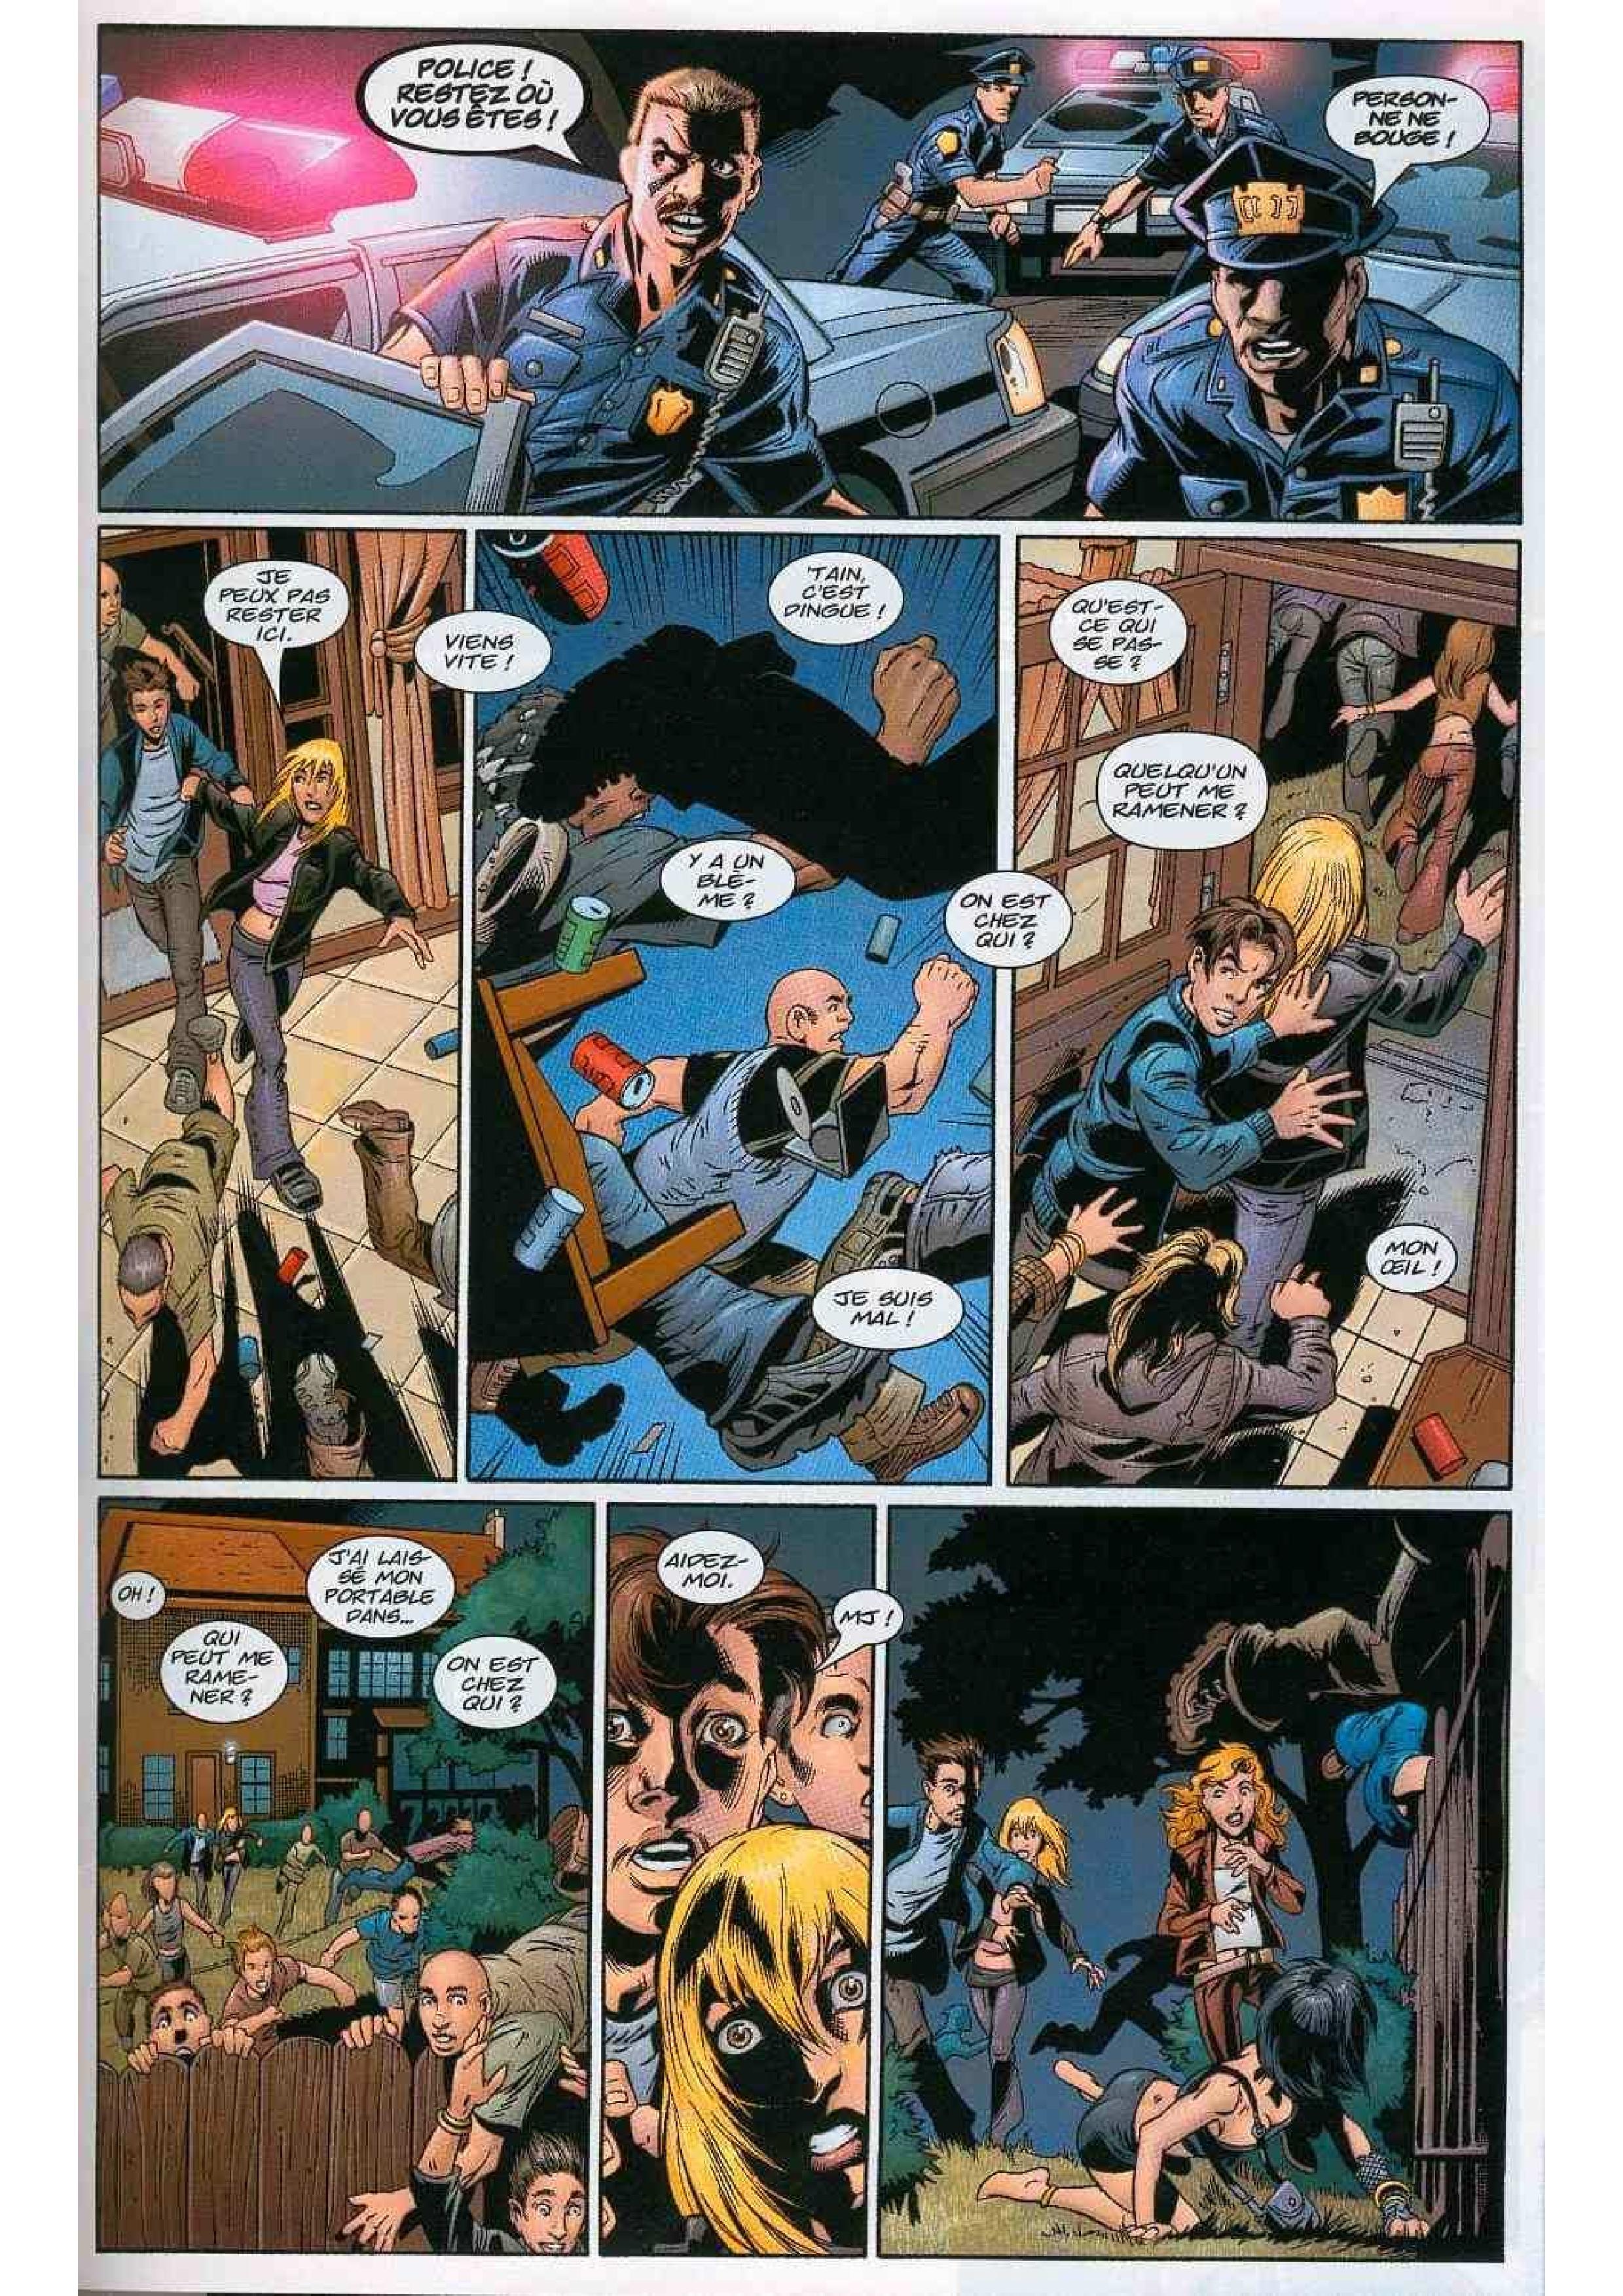 POLICE !
RESTEZ OÙ
VOUS ÊTES !
PERSON-
NE NE
BOUGE !
JE
PEUX PAS
RESTER
ICI.
VIENS
VITE !
'TAIN,
C'EST
DINGUE !
Y A UN
BLÈ-
ME ?
ON EST
CHEZ
QUI ?
JE SUIS
MAL !
QU'EST-
CE QUI
SE PAS-
SE ?
QUELQU'UN
PEUT ME
RAMENER ?
MON
ŒIL !
OH !
J'AI LAIS-
SÉ MON
PORTABLE
DANS...
QUI
PEUT ME
RAME-
NER ?
ON EST
CHEZ
QUI ?
AIDEZ-
MOI.
MJ !